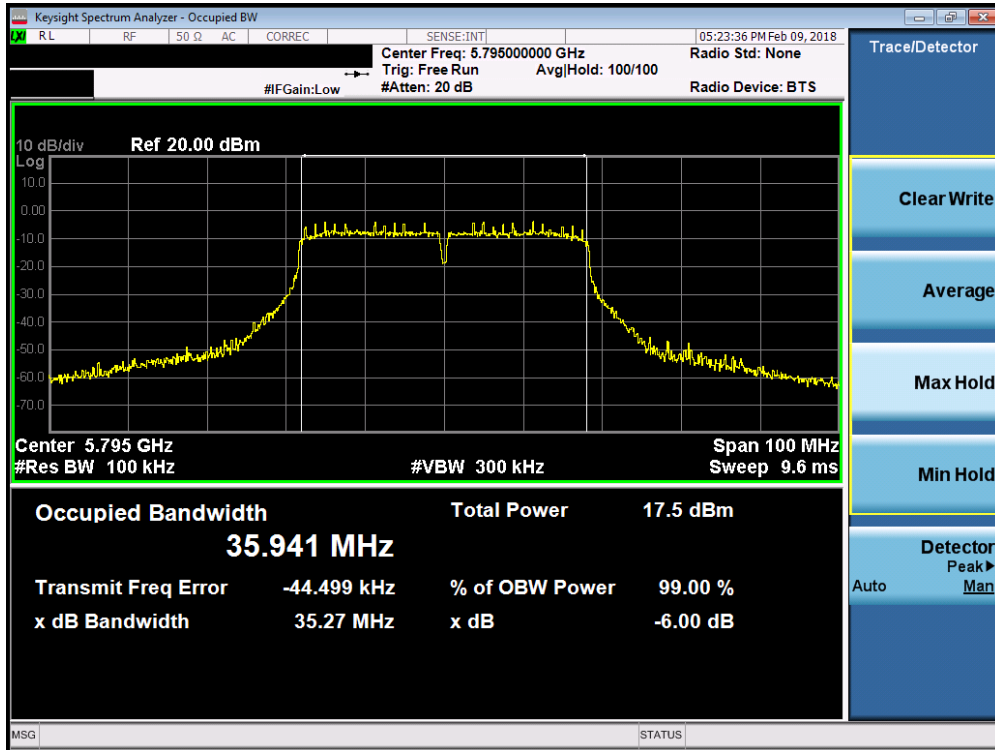 Keysight Spectrum Analyzer - Occupied BW
LXI RL RF 50 Ω AC CORREC SENSE:INT 05:23:36 PM Feb 09, 2018
Center Freq: 5.795000000 GHz Radio Std: None
Trig: Free Run Avg|Hold: 100/100
#IFGain:Low #Atten: 20 dB Radio Device: BTS
10 dB/div Ref 20.00 dBm
Log
10.0
0.00
-10.0
-20.0
-30.0
-40.0
-50.0
-60.0
-70.0
Center 5.795 GHz Span 100 MHz
#Res BW 100 kHz #VBW 300 kHz Sweep 9.6 ms
Occupied Bandwidth Total Power 17.5 dBm
35.941 MHz
Transmit Freq Error -44.499 kHz % of OBW Power 99.00 %
x dB Bandwidth 35.27 MHz x dB -6.00 dB
MSG STATUS
Trace/Detector
Clear Write
Average
Max Hold
Min Hold
Detector
Peak▶
Auto Man